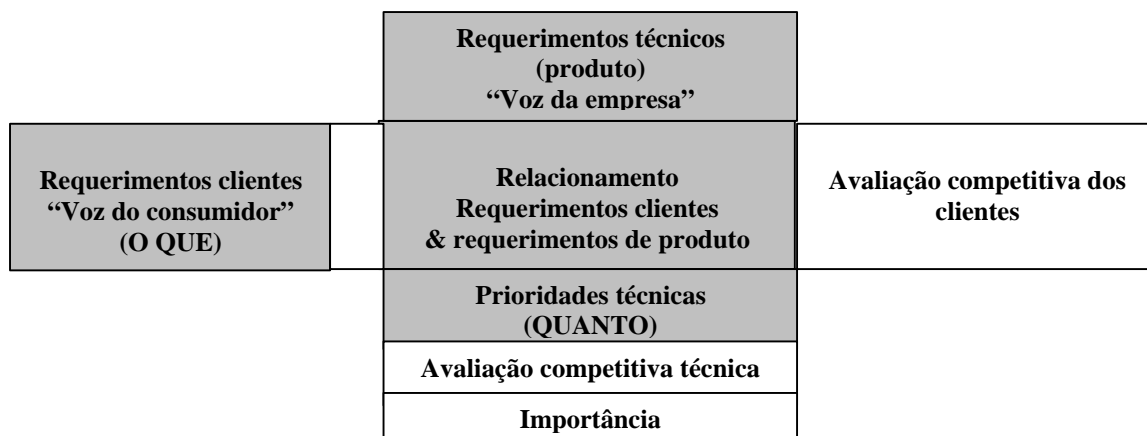 Requerimentos técnicos
(produto)
“Voz da empresa”
Requerimentos clientes
“Voz do consumidor”
(O QUE)
Relacionamento
Requerimentos clientes
& requerimentos de produto
Avaliação competitiva dos
clientes
Prioridades técnicas
(QUANTO)
Avaliação competitiva técnica
Importância